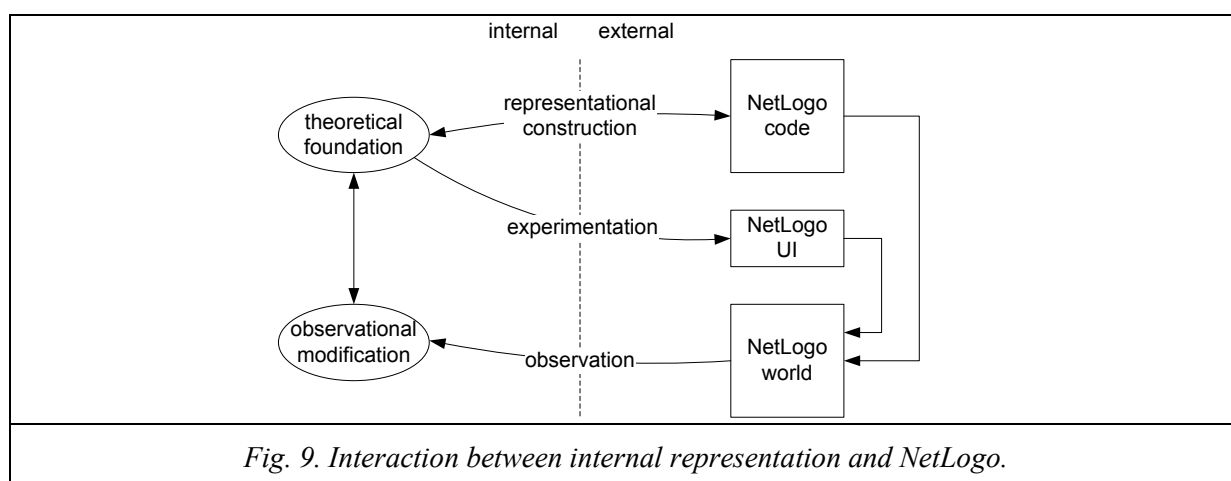 internal external
representational
construction
NetLogo
code
theoretical
foundation
experimentation
NetLogo
UI
observational
modification
observation
NetLogo
world
Fig. 9. Interaction between internal representation and NetLogo.